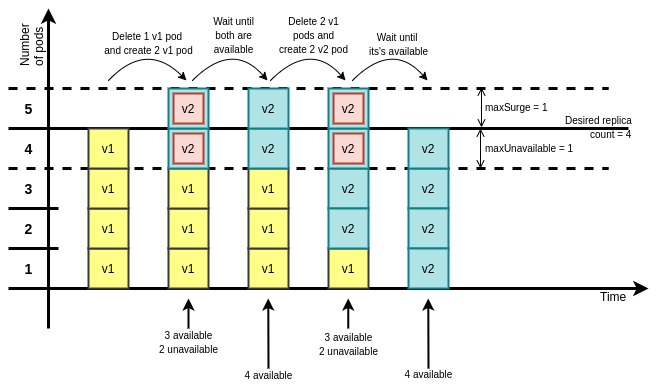 Number
of pods
Delete 1 v1 pod
and create 2 v1 pod
Wait until
both are
available
Delete 2 v1
pods and
create 2 v2 pod
Wait until
its's available
5
v2
v2
v2
maxSurge = 1
Desired replica
count = 4
4
v1
v2
v2
v2
v2
maxUnavailable = 1
3
v1
v1
v1
v2
v2
2
v1
v1
v1
v2
v2
1
v1
v1
v1
v1
v2
Time
3 available
2 unavailable
4 available
3 available
2 unavailable
4 available